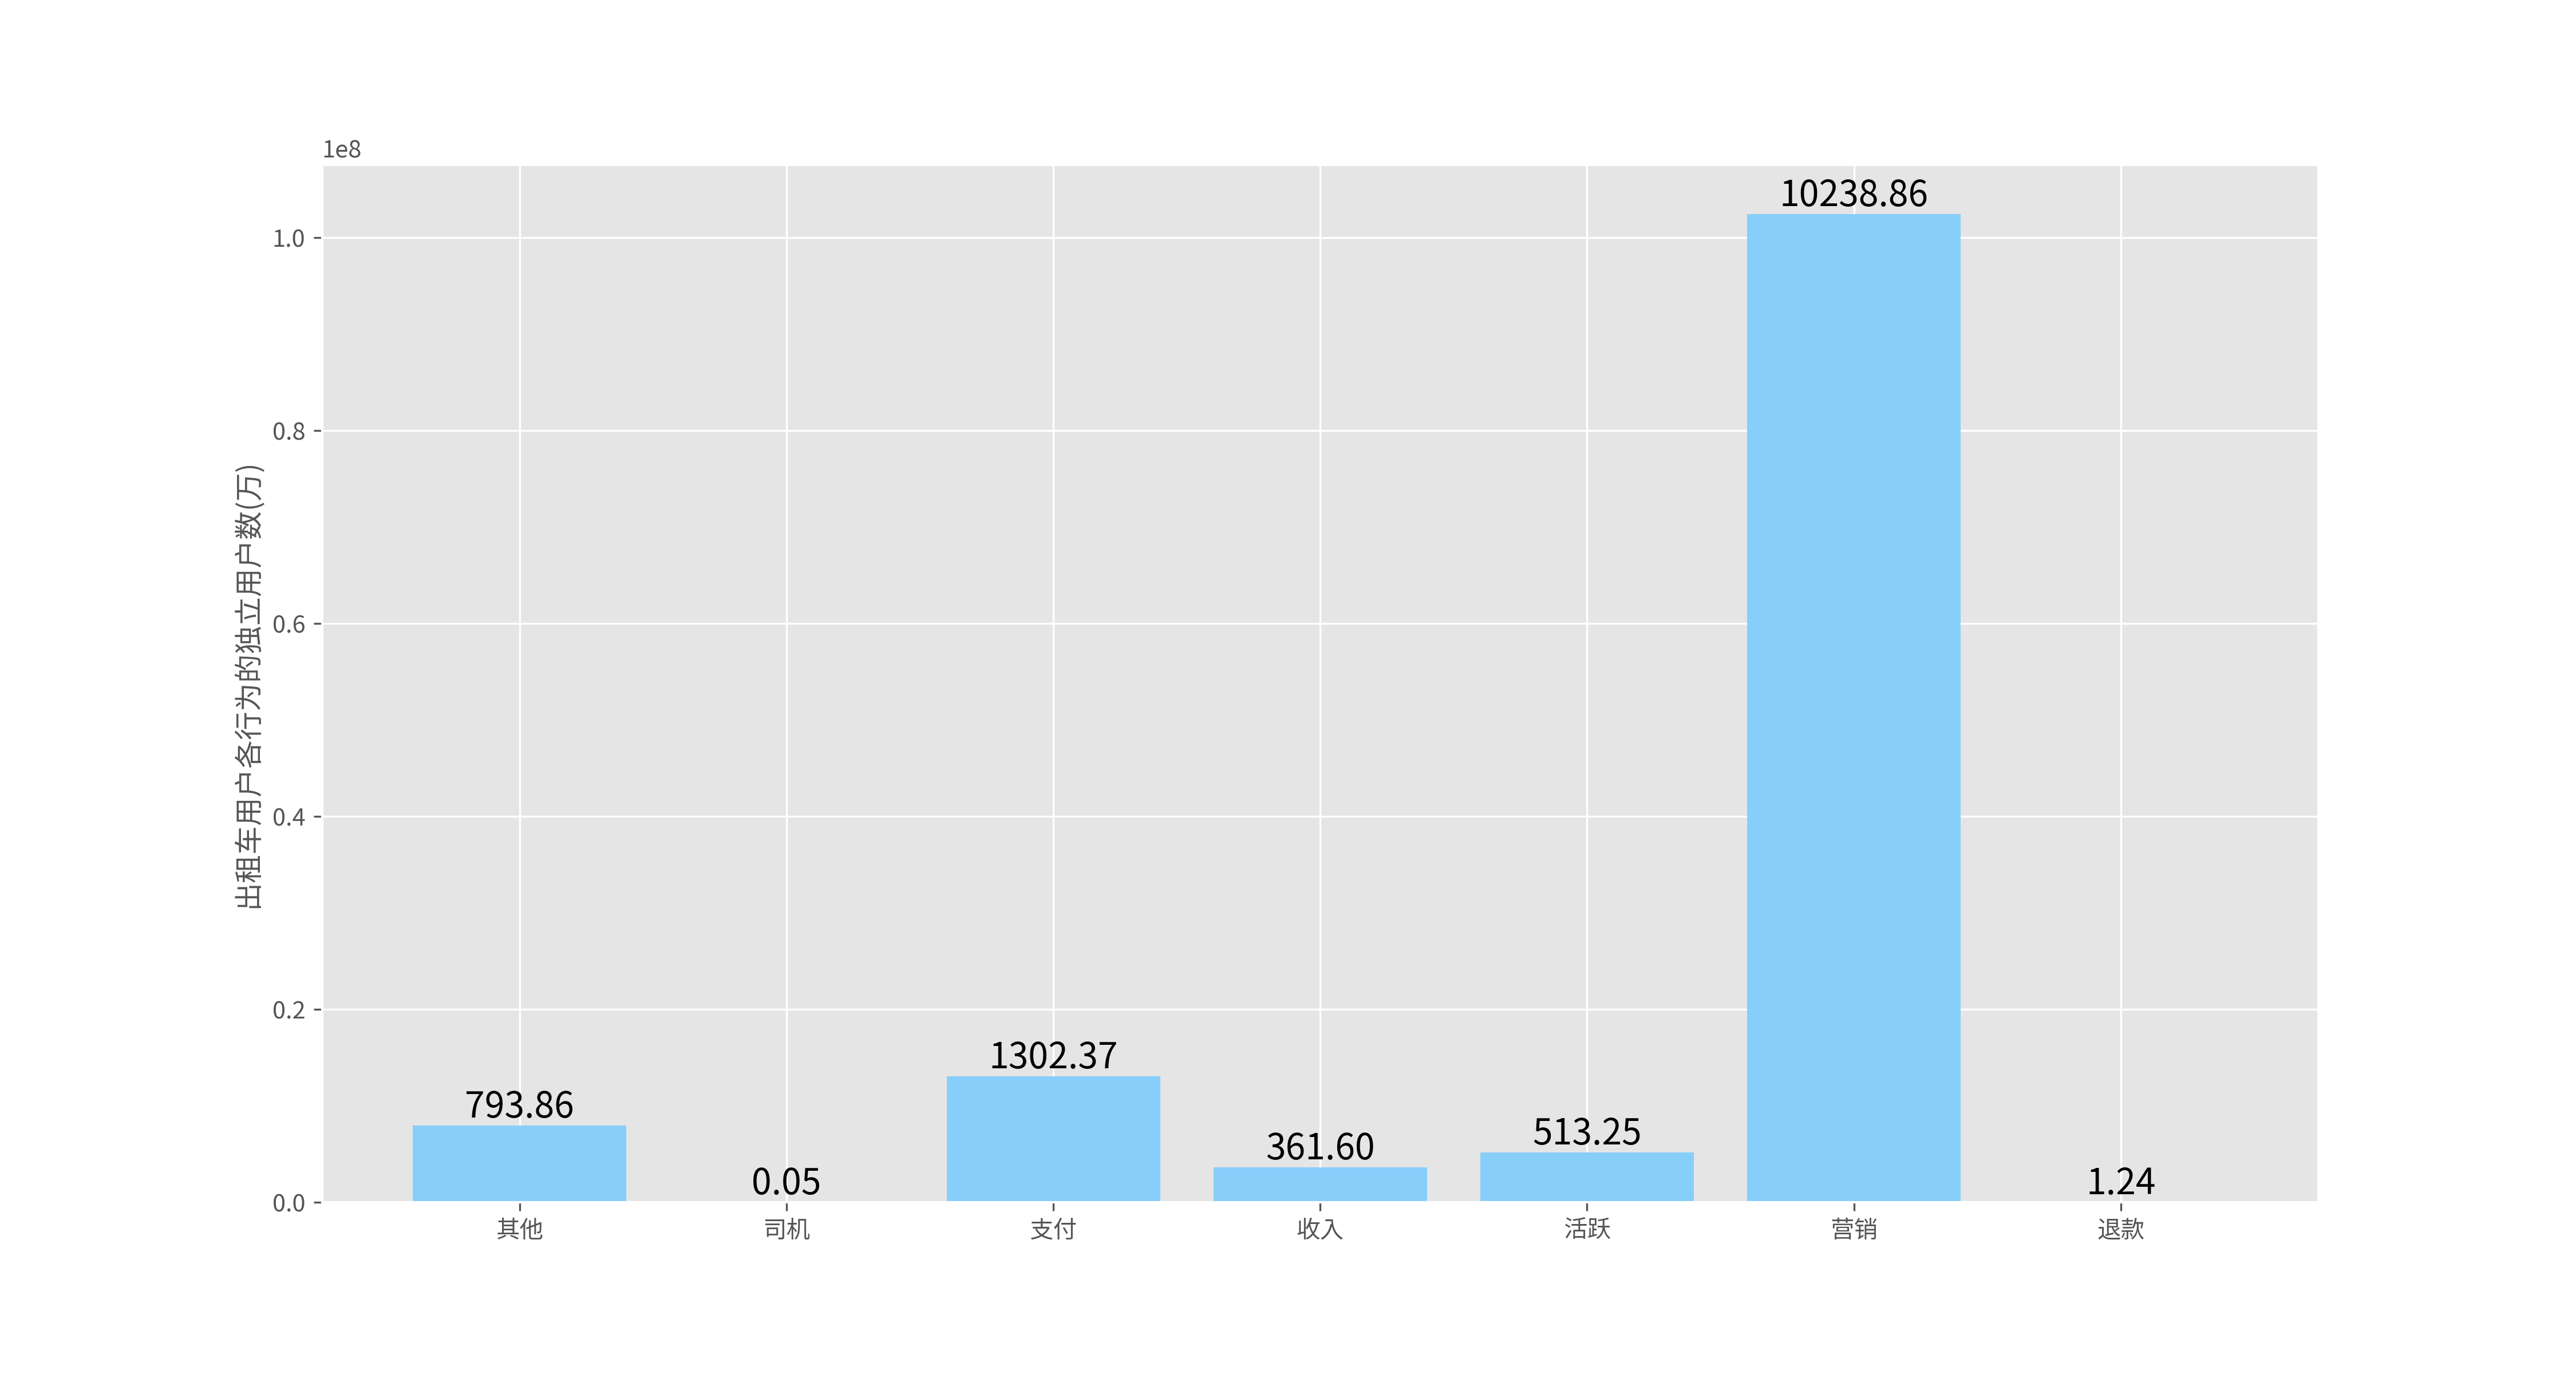 1e8
10238.86
1.0
0.8
0.6
0.4
0.2
0.0
出租车用户各行为的独立用户数(万)
793.86
0.05
1302.37
361.60
513.25
1.24
其他
司机
支付
收入
活跃
营销
退款